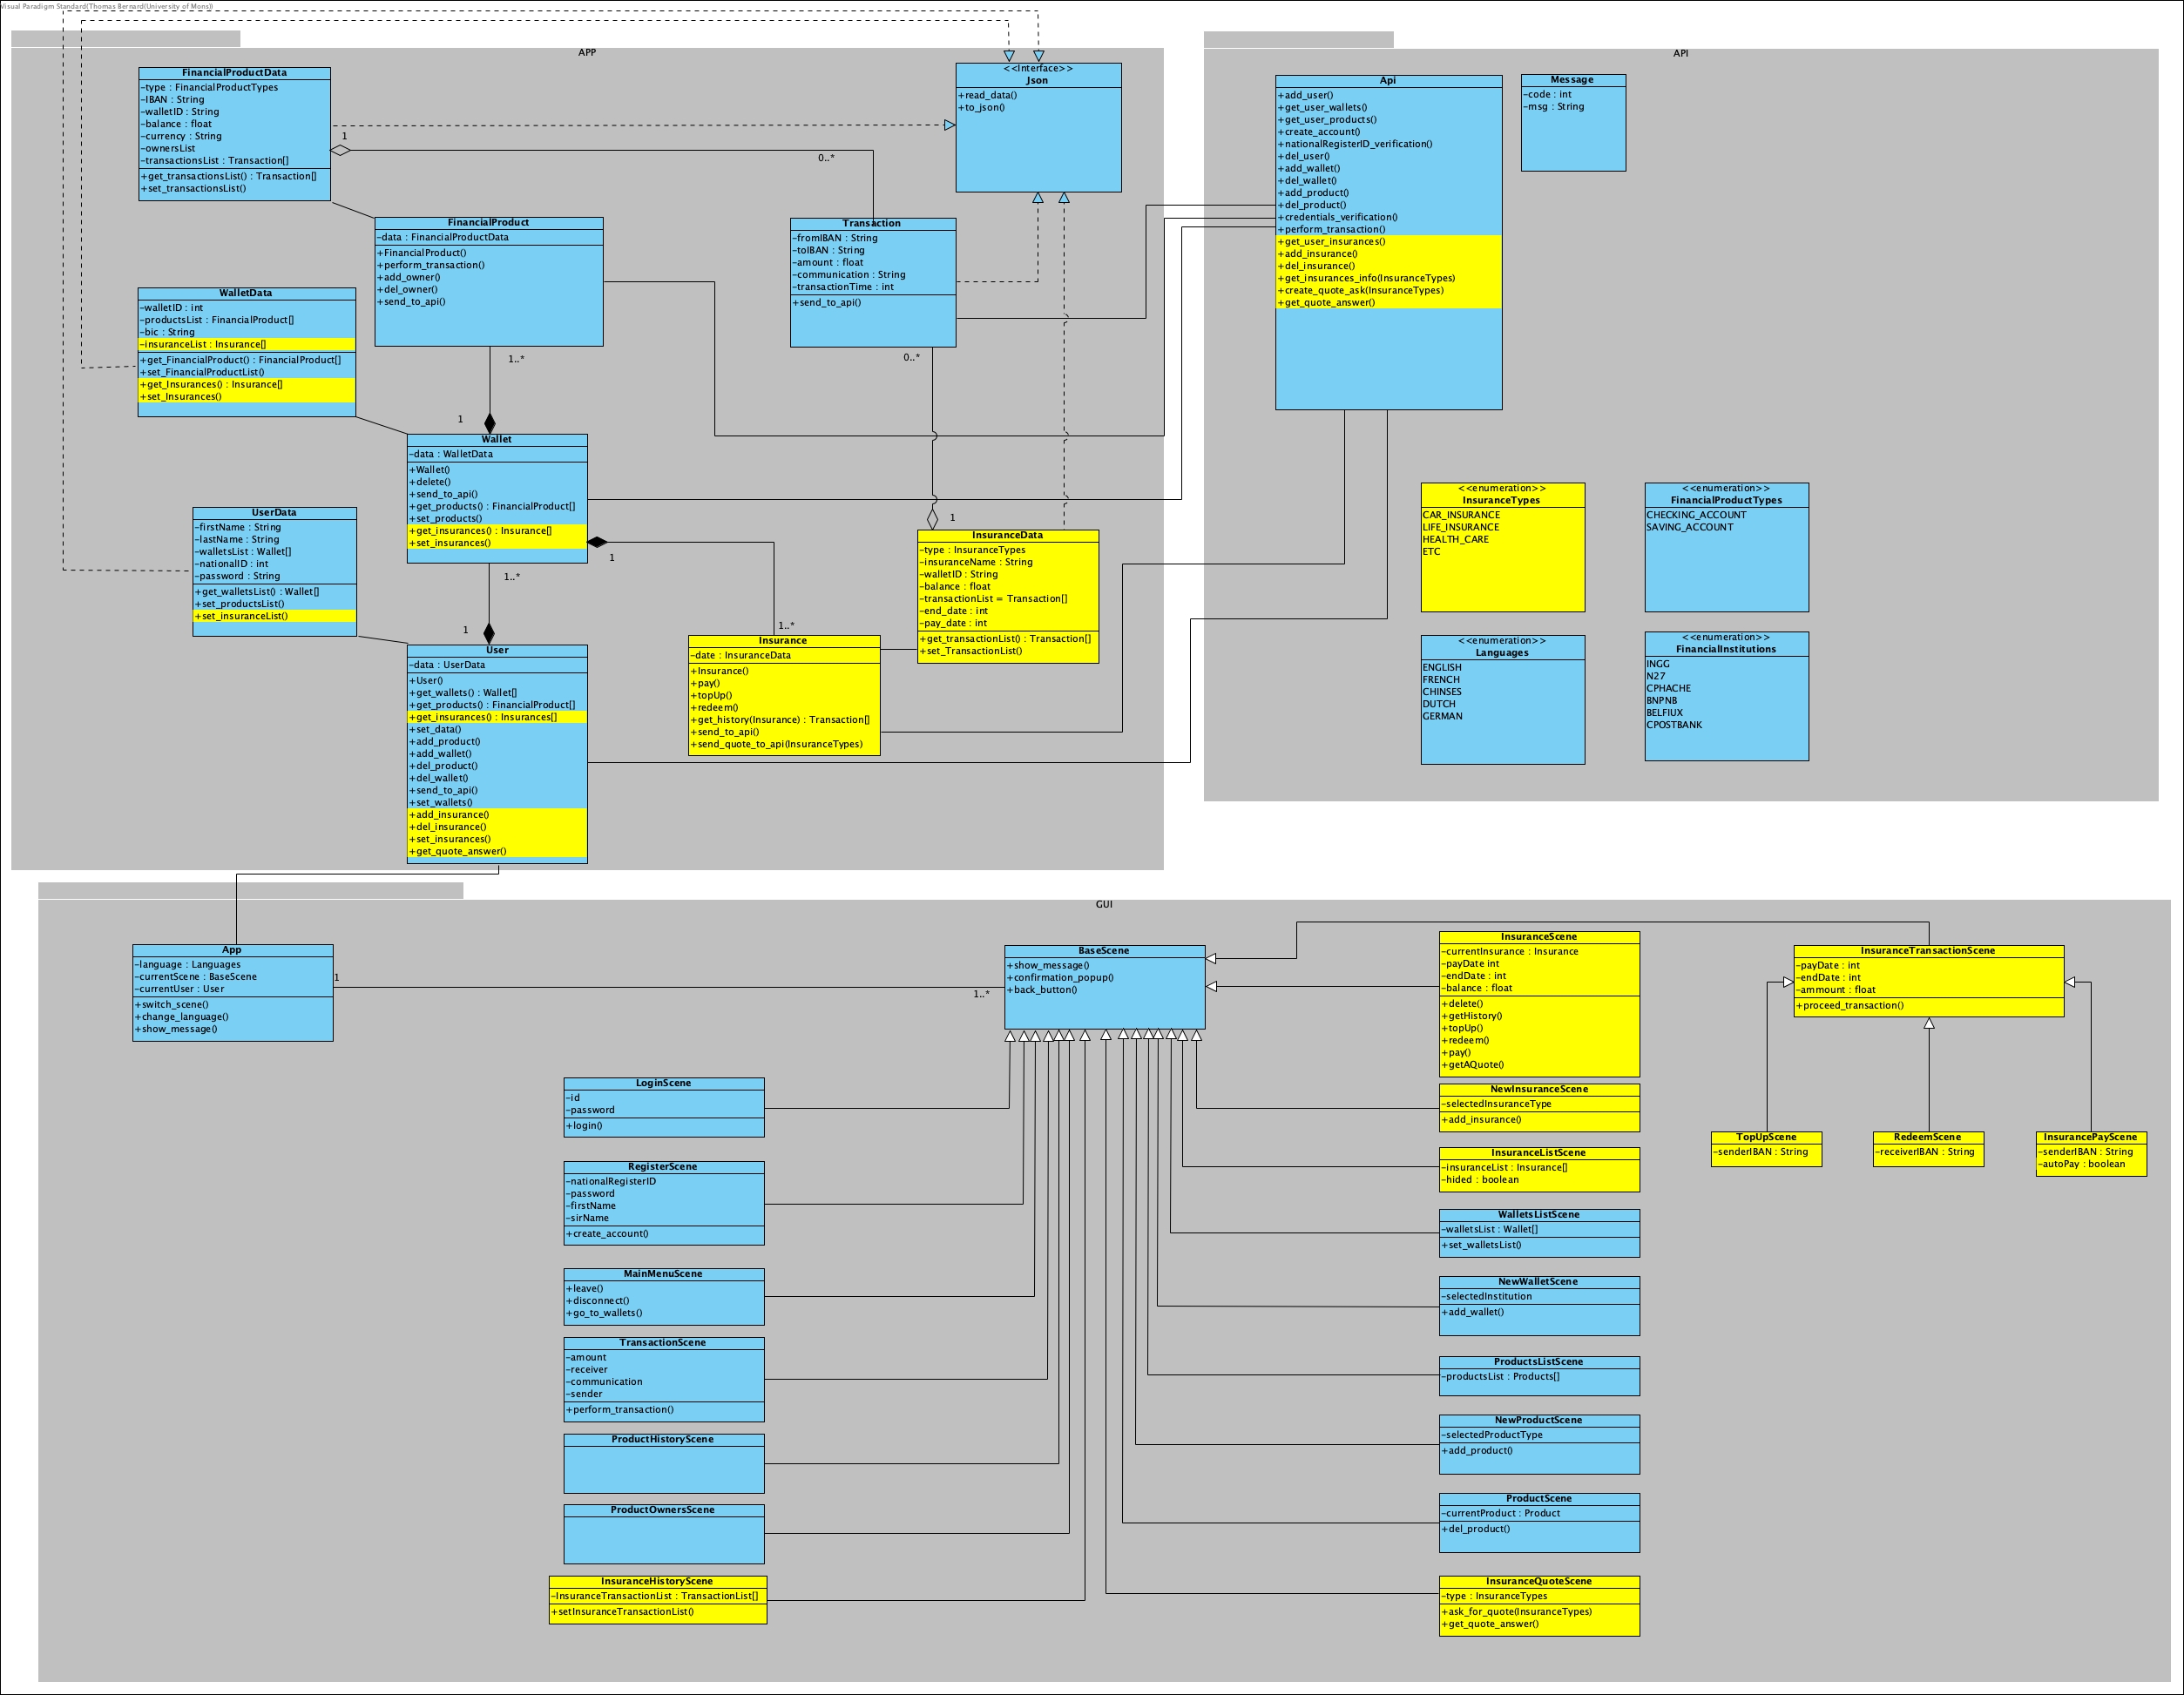 Visual Paradigm Standard(Thomas Bernard(University of Mons))
APP
FinancialProductData
-type : FinancialProductTypes
-IBAN : String
-walletID : String
-balance : float
-currency : String
-ownersList
-transactionsList : Transaction[]
+get_transactionsList() : Transaction[]
+set_transactionsList()
1
0..*
<<Interface>>
Json
+read_data()
+to_json()
FinancialProduct
-data : FinancialProductData
+FinancialProduct()
+perform_transaction()
+add_owner()
+del_owner()
+send_to_api()
1..*
1
Transaction
-fromIBAN : String
-toIBAN : String
-amount : float
-communication : String
-transactionTime : int
+send_to_api()
0..*
1
WalletData
-walletID : int
-productsList : FinancialProduct[]
-bic : String
-insuranceList : Insurance[]
+get_FinancialProduct() : FinancialProduct[]
+set_FinancialProductList()
+get_Insurances() : Insurance[]
+set_Insurances()
Wallet
-data : WalletData
+Wallet()
+delete()
+send_to_api()
+get_products() : FinancialProduct[]
+set_products()
+get_insurances() : Insurance[]
+set_insurances()
1
1..*
1..*
1
UserData
-firstName : String
-lastName : String
-walletsList : Wallet[]
-nationalID : int
-password : String
+get_walletsList() : Wallet[]
+set_productsList()
+set_insuranceList()
InsuranceData
-type : InsuranceTypes
-insuranceName : String
-walletID : String
-balance : float
-transactionList = Transaction[]
-end_date : int
-pay_date : int
+get_transactionList() : Transaction[]
+set_TransactionList()
Insurance
-date : InsuranceData
+Insurance()
+pay()
+topUp()
+redeem()
+get_history(Insurance) : Transaction[]
+send_to_api()
+send_quote_to_api(InsuranceTypes)
User
-data : UserData
+User()
+get_wallets() : Wallet[]
+get_products() : FinancialProduct[]
+get_insurances() : Insurances[]
+set_data()
+add_product()
+add_wallet()
+del_product()
+del_wallet()
+send_to_api()
+set_wallets()
+add_insurance()
+del_insurance()
+set_insurances()
+get_quote_answer()
API
Api
+add_user()
+get_user_wallets()
+get_user_products()
+create_account()
+nationalRegisterID_verification()
+del_user()
+add_wallet()
+del_wallet()
+add_product()
+del_product()
+credentials_verification()
+perform_transaction()
+get_user_insurances()
+add_insurance()
+del_insurance()
+get_insurances_info(InsuranceTypes)
+create_quote_ask(InsuranceTypes)
+get_quote_answer()
Message
-code : int
-msg : String
<<enumeration>>
InsuranceTypes
CAR_INSURANCE
LIFE_INSURANCE
HEALTH_CARE
ETC
<<enumeration>>
FinancialProductTypes
CHECKING_ACCOUNT
SAVING_ACCOUNT
<<enumeration>>
Languages
ENGLISH
FRENCH
CHINSES
DUTCH
GERMAN
<<enumeration>>
FinancialInstitutions
INGG
N27
CPHACHE
BNPNB
BELFIUX
CPOSTBANK
GUI
App
-language : Languages
-currentScene : BaseScene
-currentUser : User
+switch_scene()
+change_language()
+show_message()
1
1..*
BaseScene
+show_message()
+confirmation_popup()
+back_button()
InsuranceScene
-currentInsurance : Insurance
-payDate int
-endDate : int
-balance : float
+delete()
+getHistory()
+topUp()
+redeem()
+pay()
+getAQuote()
InsuranceTransactionScene
-payDate : int
-endDate : int
-ammount : float
+proceed_transaction()
LoginScene
-id
-password
+login()
NewInsuranceScene
-selectedInsuranceType
+add_insurance()
TopUpScene
-senderIBAN : String
RedeemScene
-receiverIBAN : String
InsurancePayScene
-senderIBAN : String
-autoPay : boolean
RegisterScene
-nationalRegisterID
-password
-firstName
-sirName
+create_account()
InsuranceListScene
-insuranceList : Insurance[]
-hided : boolean
WalletsListScene
-walletsList : Wallet[]
+set_walletsList()
MainMenuScene
+leave()
+disconnect()
+go_to_wallets()
NewWalletScene
-selectedInstitution
+add_wallet()
TransactionScene
-amount
-receiver
-communication
-sender
+perform_transaction()
ProductsListScene
-productsList : Products[]
ProductHistoryScene
NewProductScene
-selectedProductType
+add_product()
ProductOwnersScene
ProductScene
-currentProduct : Product
+del_product()
InsuranceHistoryScene
-InsuranceTransactionList : TransactionList[]
+setInsuranceTransactionList()
InsuranceQuoteScene
-type : InsuranceTypes
+ask_for_quote(InsuranceTypes)
+get_quote_answer()